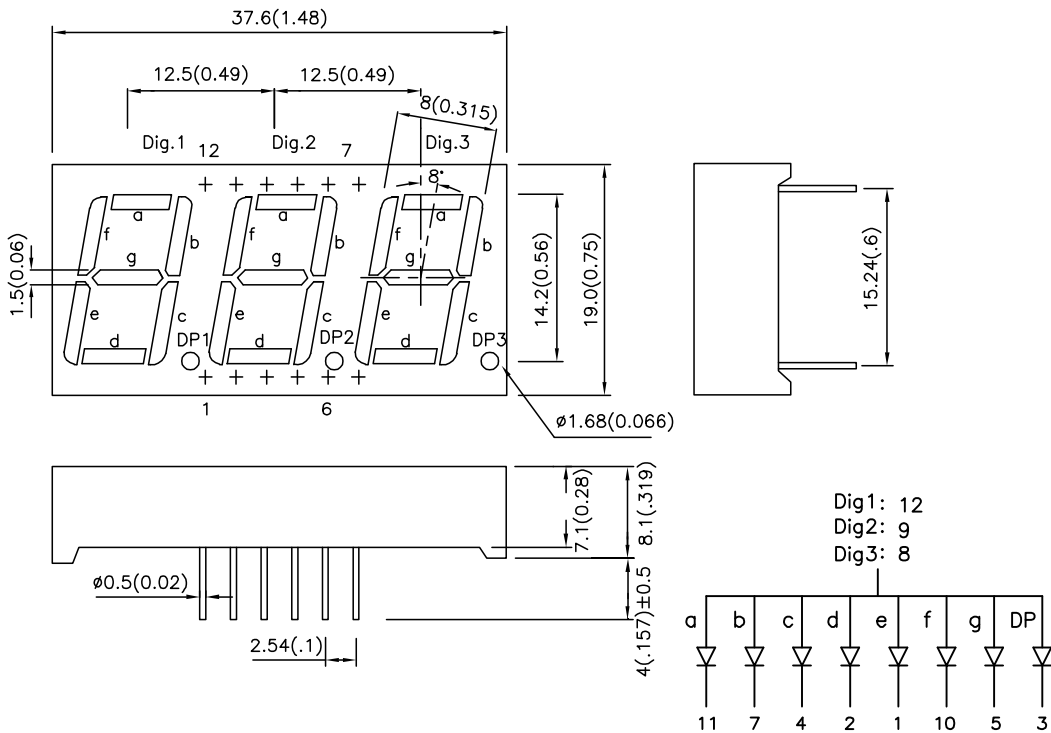 37.6(1.48)
12.5(0.49) 12.5(0.49)
8(0.315)
Dig.1 Dig.2 Dig.3
12 7
8°
a a a
f b f b f b
g g g
e c e c e c
d d d
DP1 DP2 DP3
1 6
1.5(0.06)
14.2(0.56)
19.0(0.75)
ø1.68(0.066)
15.24(.6)
7.1(0.28)
8.1(.319)
4(.157)±0.5
ø0.5(0.02)
2.54(.1)
Dig1: 12
Dig2: 9
Dig3: 8
a b c d e f g DP
11 7 4 2 1 10 5 3